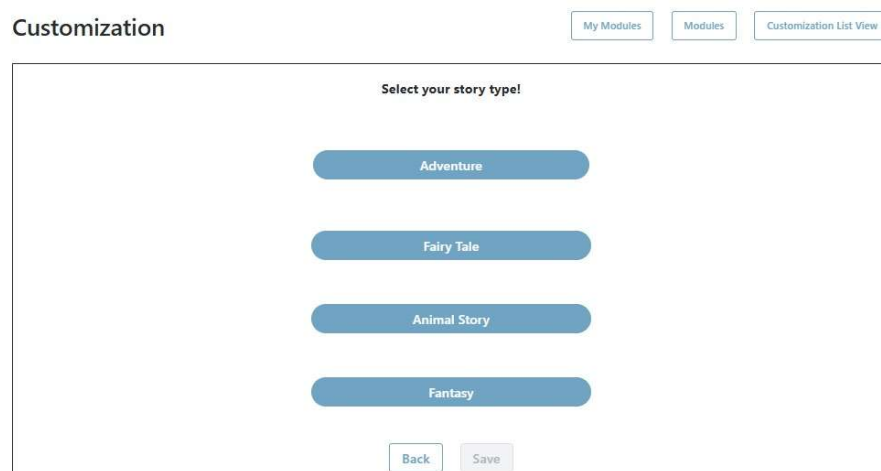 Customization
My Modules
Modules
Customization List View
Select your story type!
Adventure
Fairy Tale
Animal Story
Fantasy
Back
Save